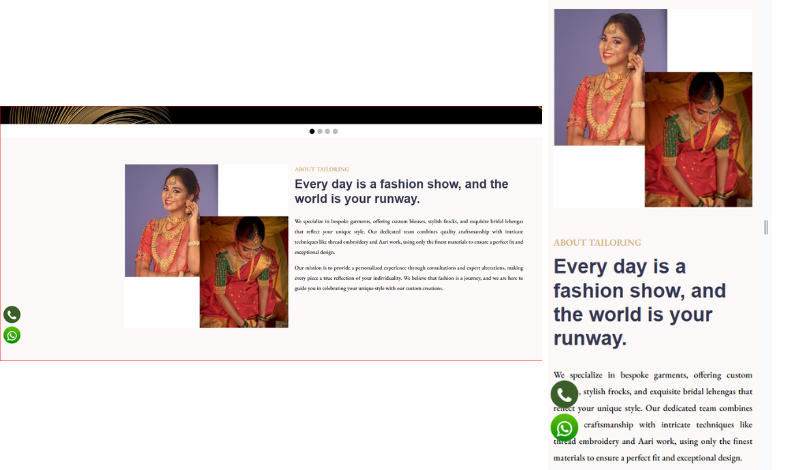 ABOUT TAILORING
Every day is a fashion show, and the
world is your runway.
We specialize in bespoke garments, offering custom blouses, stylish frocks, and exquisite bridal lehengas
that reflect your unique style. Our dedicated team combines quality craftsmanship with intricate
techniques like thread embroidery and Aari work, using only the finest materials to ensure a perfect fit and
exceptional design.
Our mission is to provide a personalized experience through consultations and expert alterations, making
every piece a true reflection of your individuality. We believe that fashion is a journey, and we are here to
guide you in celebrating your unique style with our custom creations.
ABOUT TAILORING
Every day is a
fashion show, and
the world is your
runway.
We specialize in bespoke garments, offering custom
, stylish frocks, and exquisite bridal lehengas that
reflect your unique style. Our dedicated team combines
craftsmanship with intricate techniques like
thread embroidery and Aari work, using only the finest
materials to ensure a perfect fit and exceptional design.